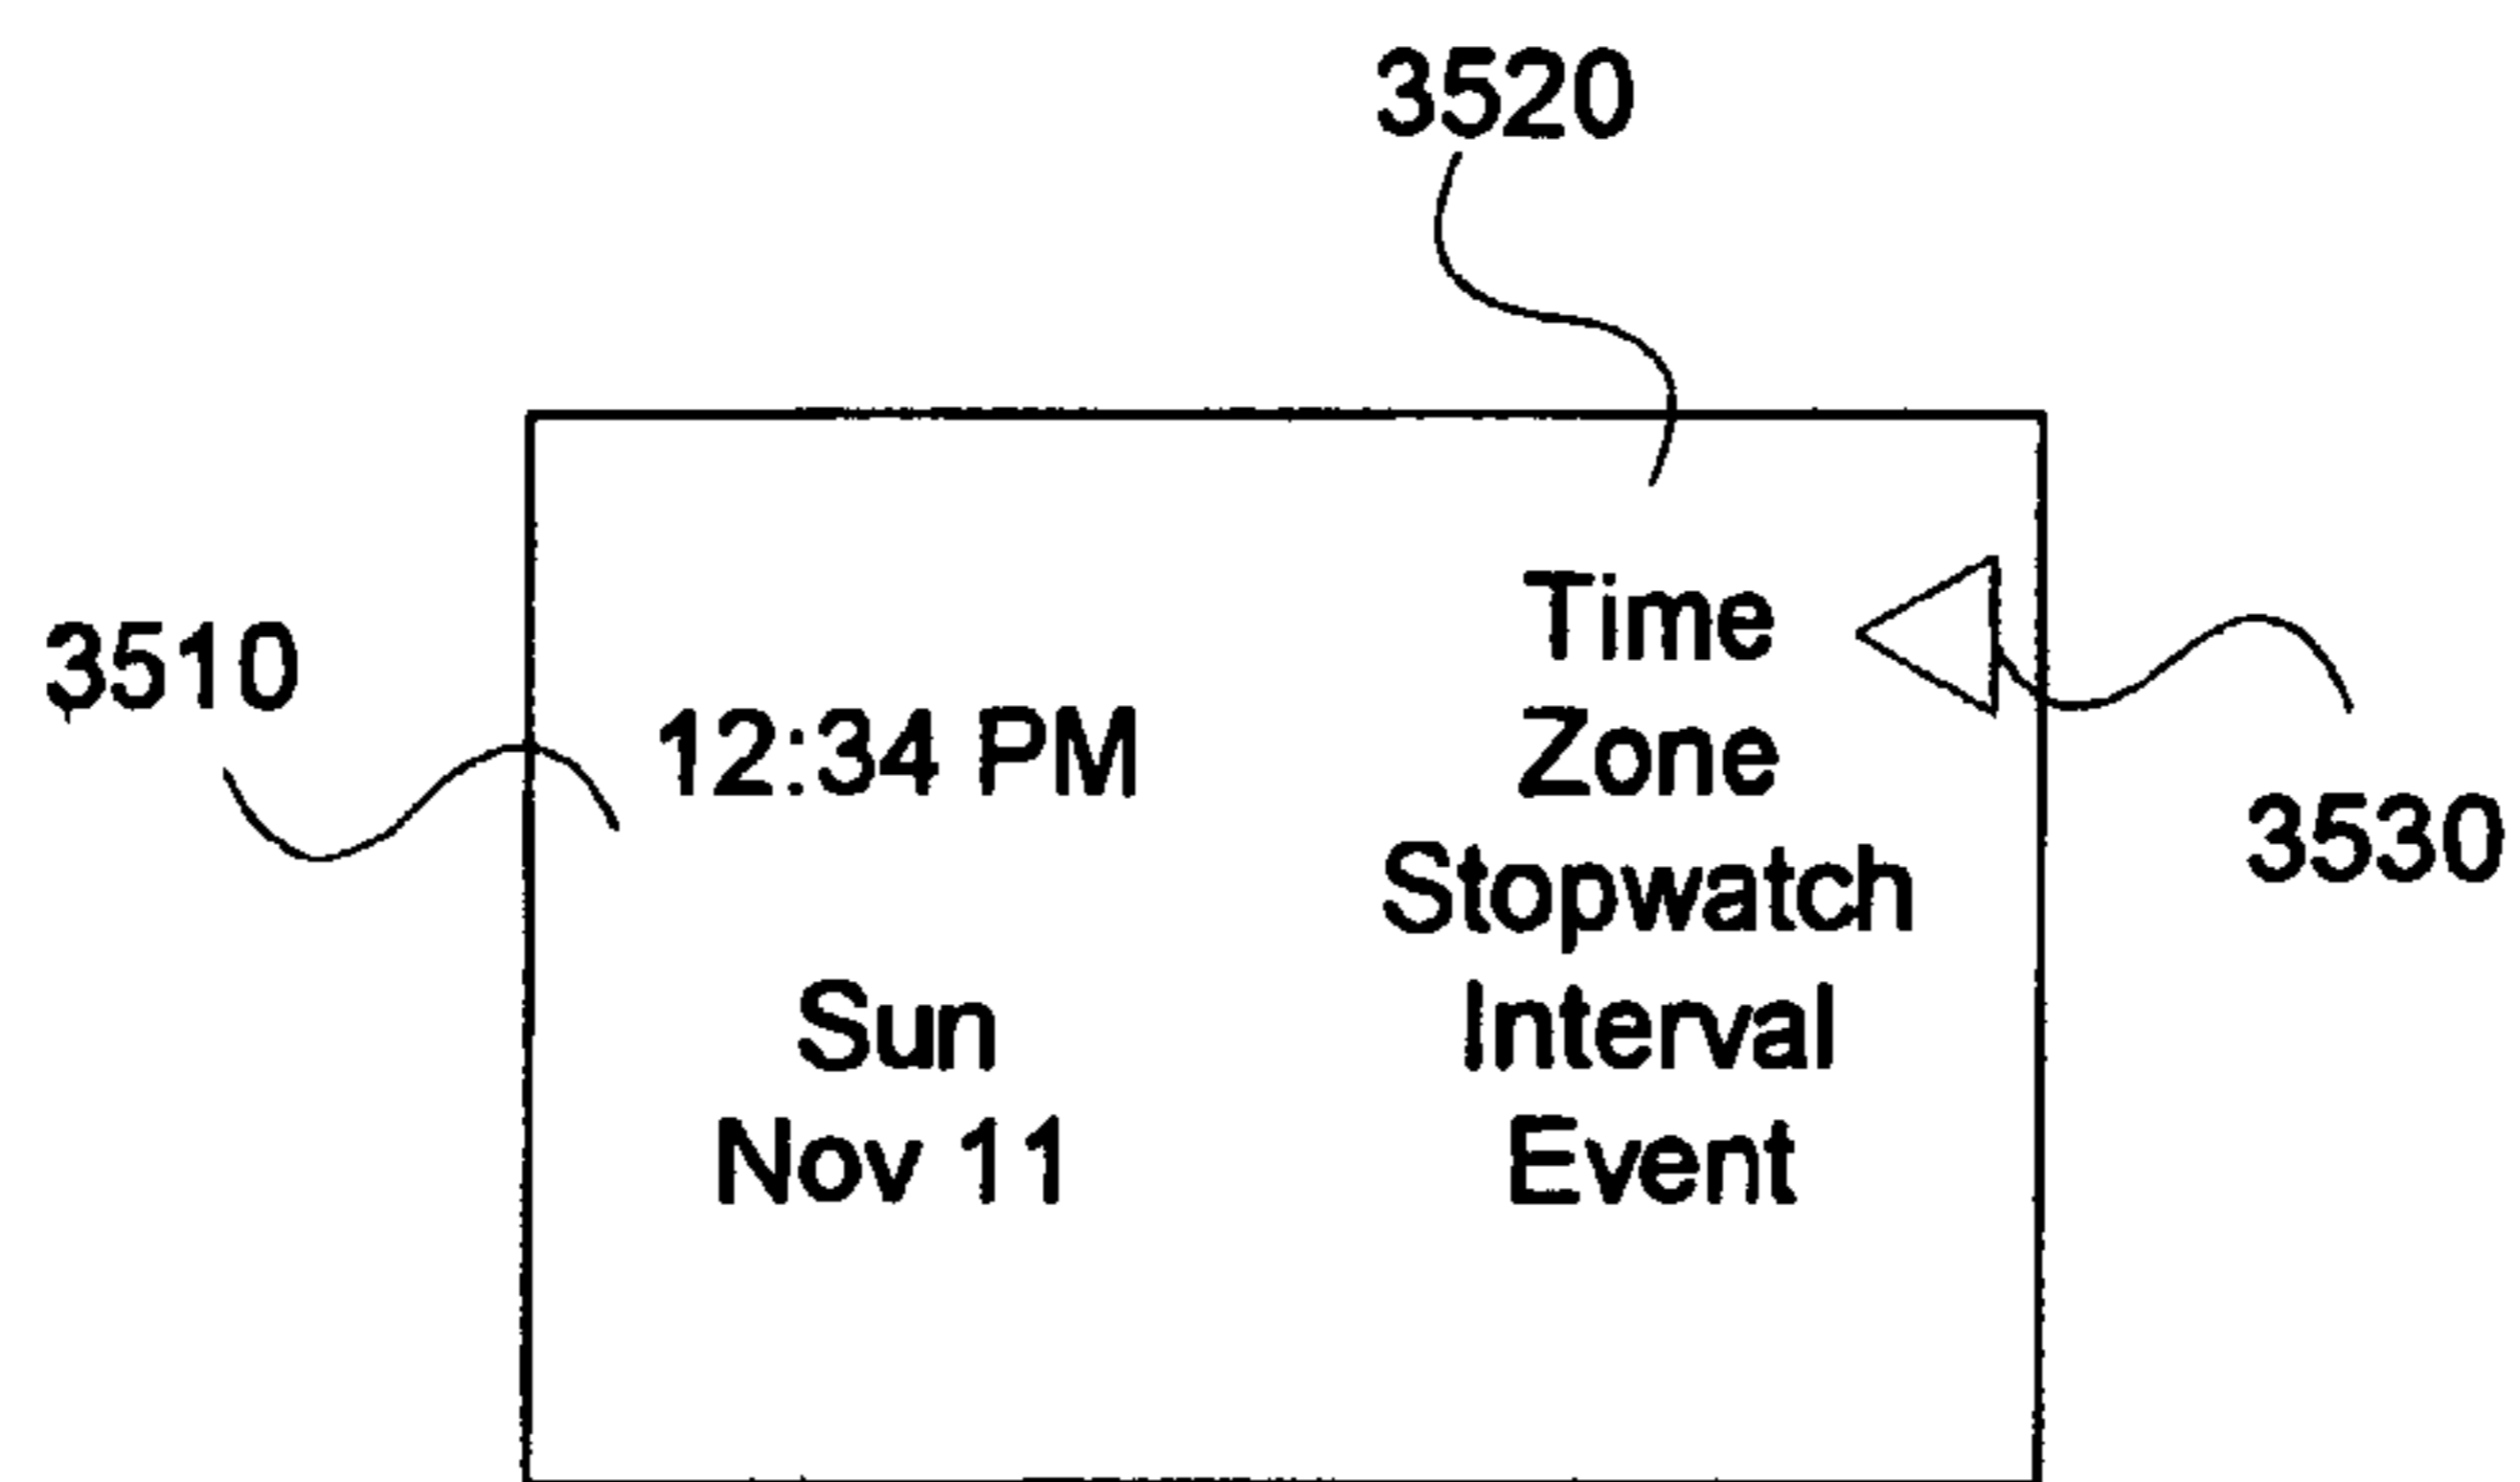 3520
3510
3530
12:34 PM
Sun
Nov 11
Time
Zone
Stopwatch
Interval
Event